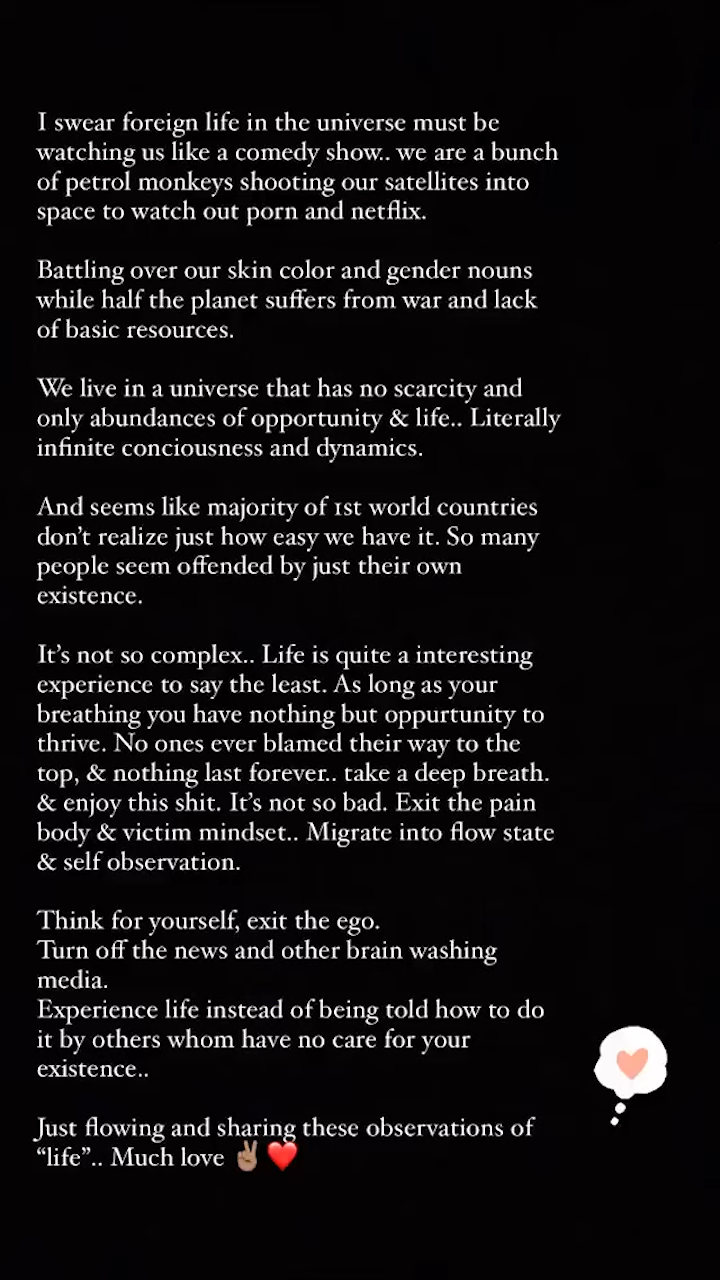 I swear foreign life in the universe must be
watching us like a comedy show.. we are a bunch
of petrol monkeys shooting our satellites into
space to watch out porn and netflix.
Battling over our skin color and gender nouns
while half the planet suffers from war and lack
of basic resources.
We live in a universe that has no scarcity and
only abundances of opportunity & life.. Literally
infinite conciousness and dynamics.
And seems like majority of 1st world countries
don't realize just how easy we have it. So many
people seem offended by just their own
existence.
It's not so complex.. Life is quite a interesting
experience to say the least. As long as your
breathing you have nothing but oppurtunity to
thrive. No ones ever blamed their way to the
top, & nothing last forever.. take a deep breath.
& enjoy this shit. It's not so bad. Exit the pain
body & victim mindset.. Migrate into flow state
& self observation.
Think for yourself, exit the ego.
Turn off the news and other brain washing
media.
Experience life instead of being told how to do
it by others whom have no care for your
existence..
Just flowing and sharing these observations of
“life”.. Much love ✌🏽❤️